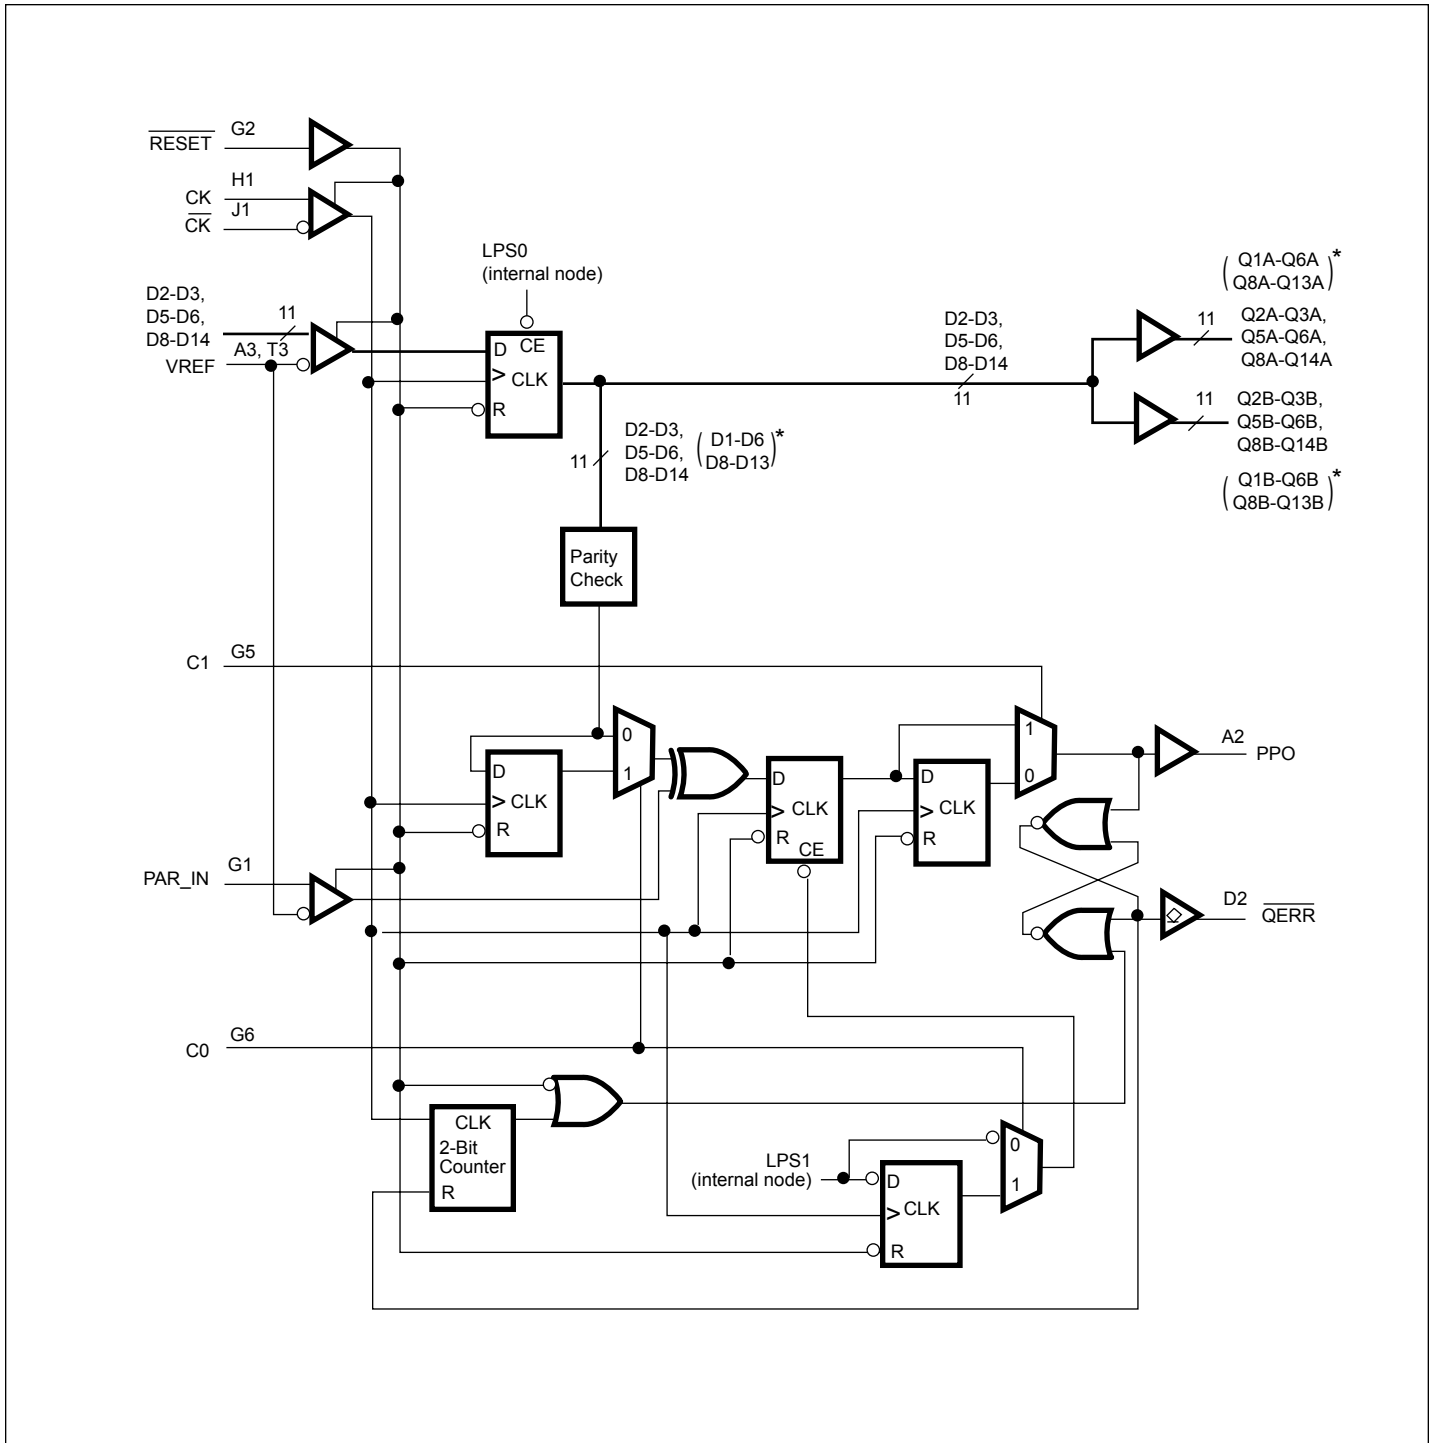 RESET G2
H1
CK
J1
CK
LPS0
(internal node)
D2-D3,
D5-D6,
D8-D14
11
A3, T3
VREF
D CE
> CLK
R
D2-D3,
D5-D6,
D8-D14
11
(Q1A-Q6A
Q8A-Q13A)*
11
Q2A-Q3A,
Q5A-Q6A,
Q8A-Q14A
11
Q2B-Q3B,
Q5B-Q6B,
Q8B-Q14B
(Q1B-Q6B
Q8B-Q13B)*
11
D2-D3,
D5-D6,
D8-D14
(D1-D6
D8-D13)*
Parity
Check
C1 G5
0
1
D
> CLK
R
D
> CLK
R
CE
D
> CLK
R
1
0
A2
PPO
PAR_IN G1
D2
QERR
C0 G6
CLK
2-Bit
Counter
R
LPS1
(internal node)
D
> CLK
R
0
1